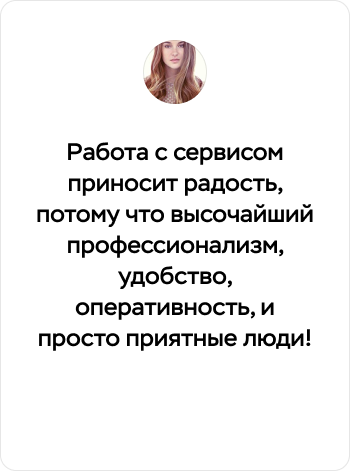 Работа с сервисом
приносит радость,
потому что высочайший
профессионализм,
удобство,
оперативность, и
просто приятные люди!